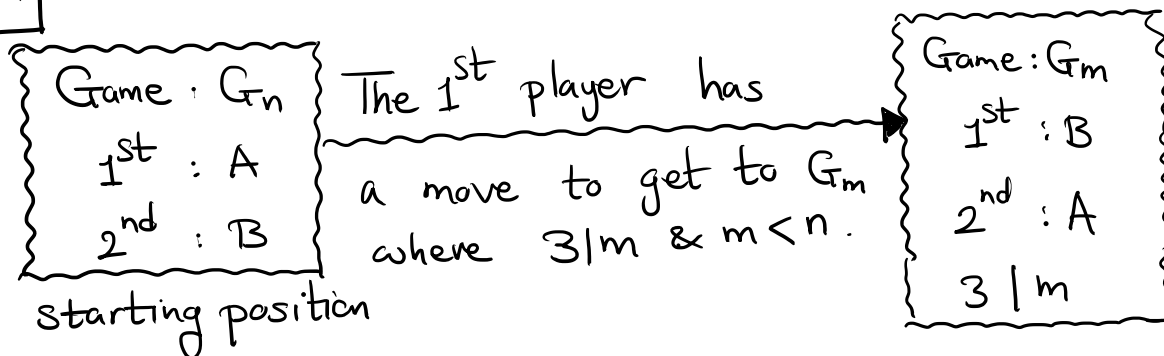 Game : Gn
1st : A
2nd : B
starting position
The 1st player has
a move to get to Gm
where 3|m & m<n.
Game : Gm
1st : B
2nd : A
3 | m